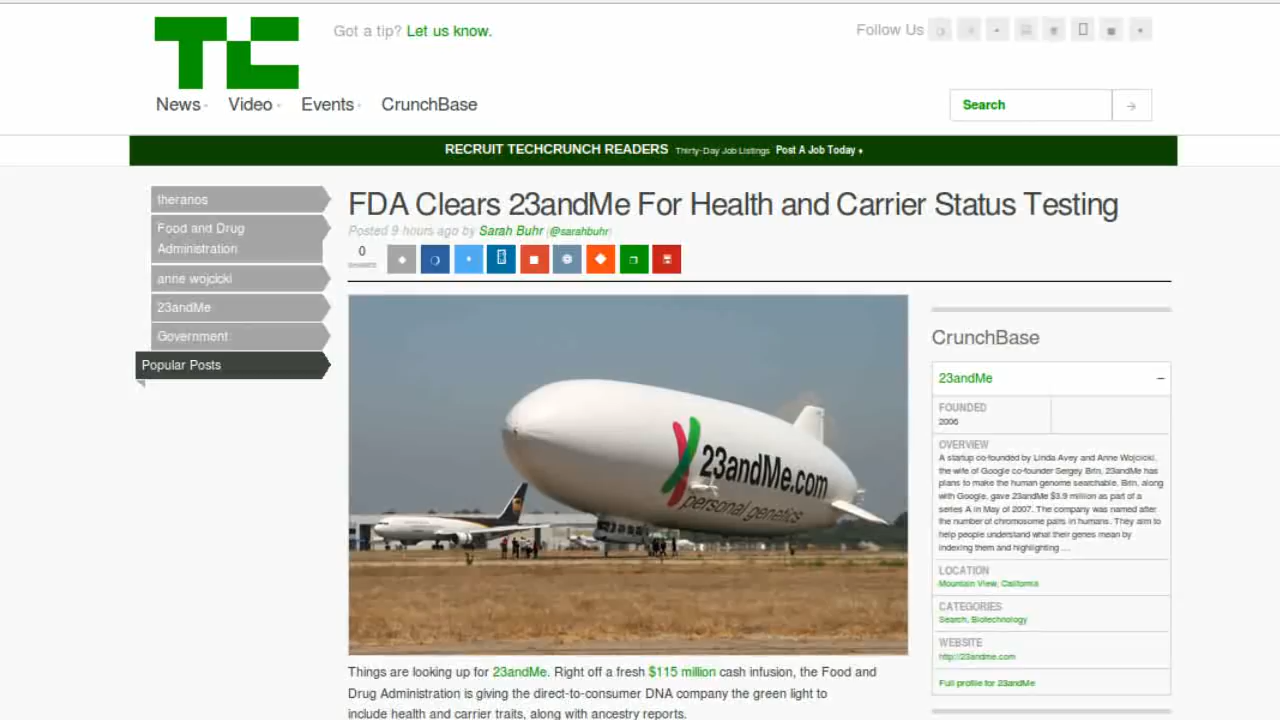 TC
Got a tip? Let us know.
Follow Us
News
Video
Events
CrunchBase
Search
RECRUIT TECHCRUNCH READERS Thirty-Day Job Listings Post A Job Today
theranos
Food and Drug
Administration
anne wojcicki
23andMe
Government
Popular Posts
FDA Clears 23andMe For Health and Carrier Status Testing
Posted 9 hours ago by Sarah Buhr (@sarahbuhr)
0
SHARES
23andMe.com
personal genetics
Things are looking up for 23andMe. Right off a fresh $115 million cash infusion, the Food and
Drug Administration is giving the direct-to-consumer DNA company the green light to
include health and carrier traits, along with ancestry reports.
CrunchBase
23andMe
–
FOUNDED
2006
OVERVIEW
A startup co-founded by Linda Avey and Anne Wojcicki,
the wife of Google co-founder Sergey Brin, 23andMe has
plans to make the human genome searchable. Brin, along
with Google, gave 23andMe $3.9 million as part of a
series A in May of 2007. The company was named after
the number of chromosome pairs in humans. They aim to
help people understand what their genes mean by
indexing them and highlighting …
LOCATION
Mountain View, California
CATEGORIES
Search, Biotechnology
WEBSITE
http://23andme.com
Full profile for 23andMe